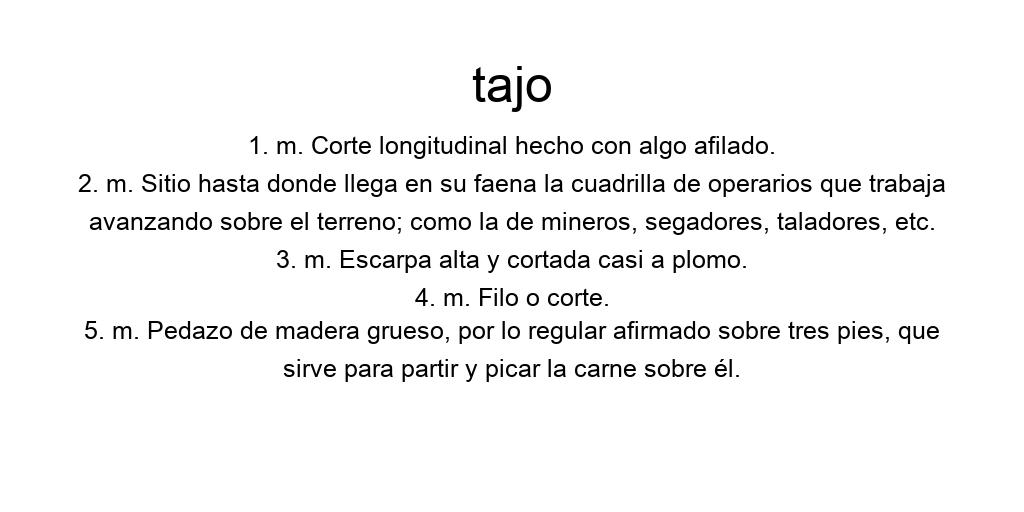 tajo
1. m. Corte longitudinal hecho con algo afilado.
2. m. Sitio hasta donde llega en su faena la cuadrilla de operarios que trabaja
avanzando sobre el terreno; como la de mineros, segadores, taladores, etc.
3. m. Escarpa alta y cortada casi a plomo.
4. m. Filo o corte.
5. m. Pedazo de madera grueso, por lo regular afirmado sobre tres pies, que
sirve para partir y picar la carne sobre él.